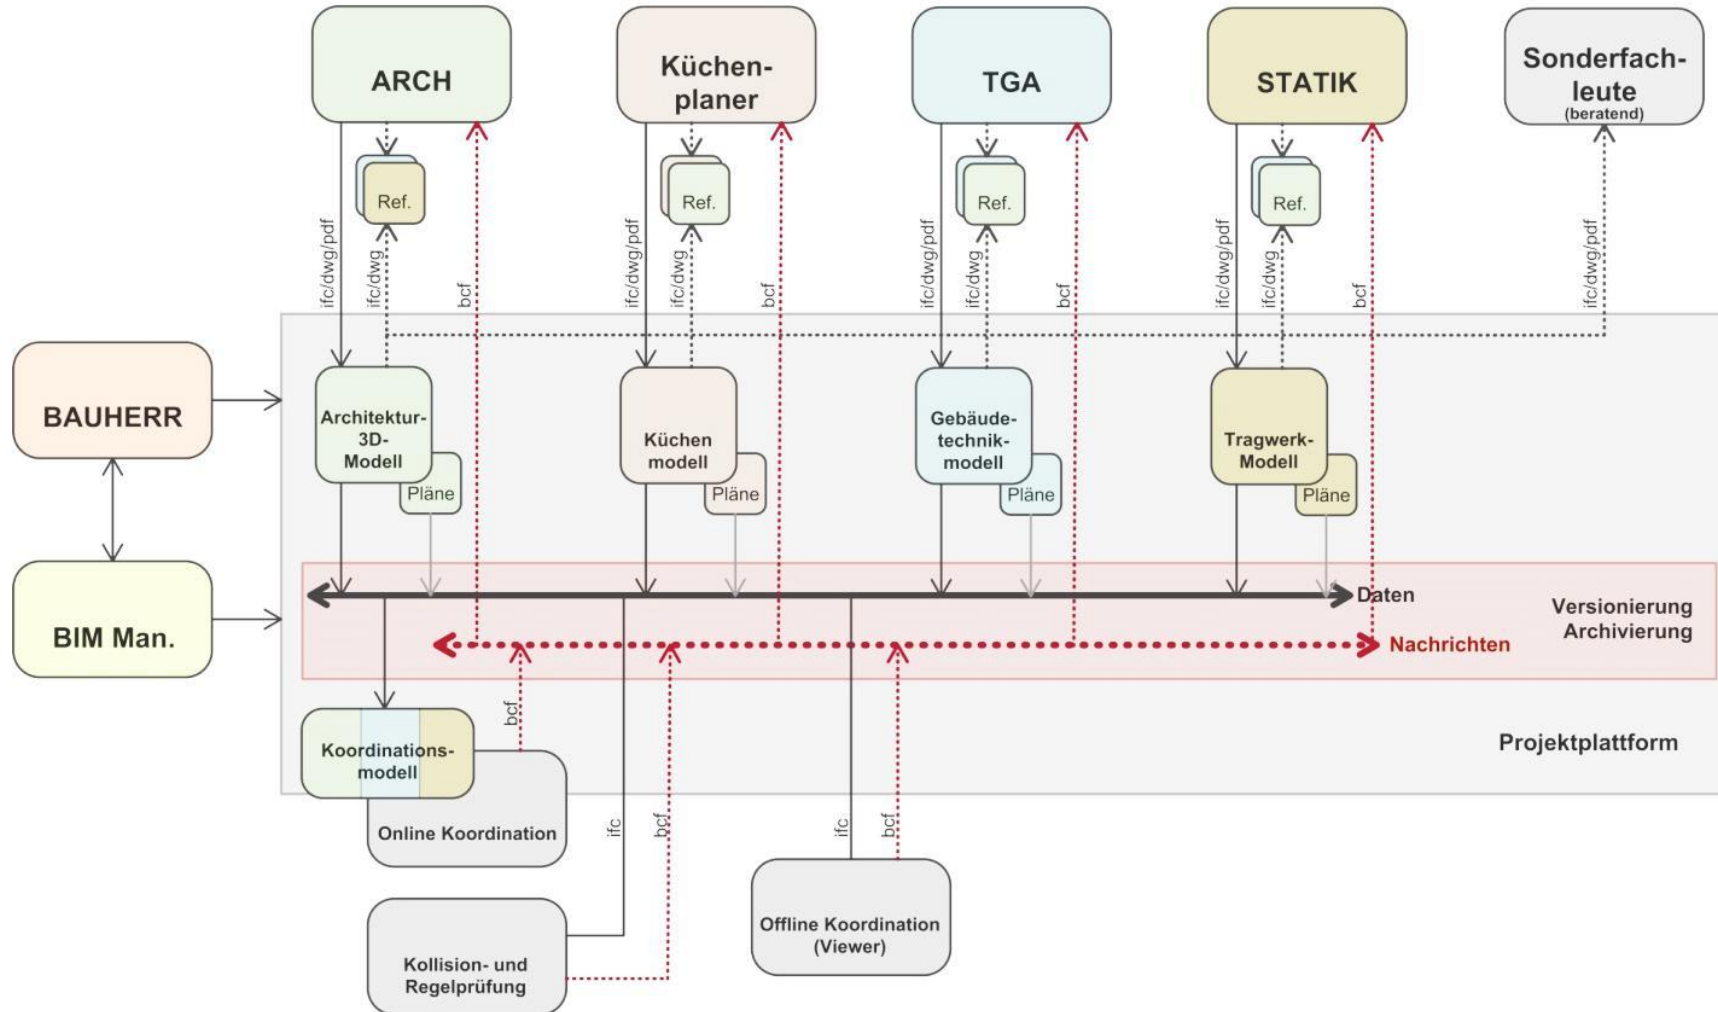 ARCH
Küchen-
planer
TGA
STATIK
Sonderfach-
leute
(beratend)
Ref.
Ref.
Ref.
Ref.
ifc/dwg/pdf
ifc/dwg
bcf
ifc/dwg/pdf
ifc/dwg
bcf
ifc/dwg/pdf
ifc/dwg
bcf
ifc/dwg/pdf
ifc/dwg
bcf
ifc/dwg/pdf
BAUHERR
Architektur-
3D-
Modell
Pläne
Küchen
modell
Pläne
Gebäude-
technik-
modell
Pläne
Tragwerk-
Modell
Pläne
BIM Man.
Daten
Versionierung
Archivierung
Nachrichten
bcf
Koordinations-
modell
Projektplattform
Online Koordination
ifc
bcf
ifc
bcf
Offline Koordination
(Viewer)
Kollision- und
Regelprüfung